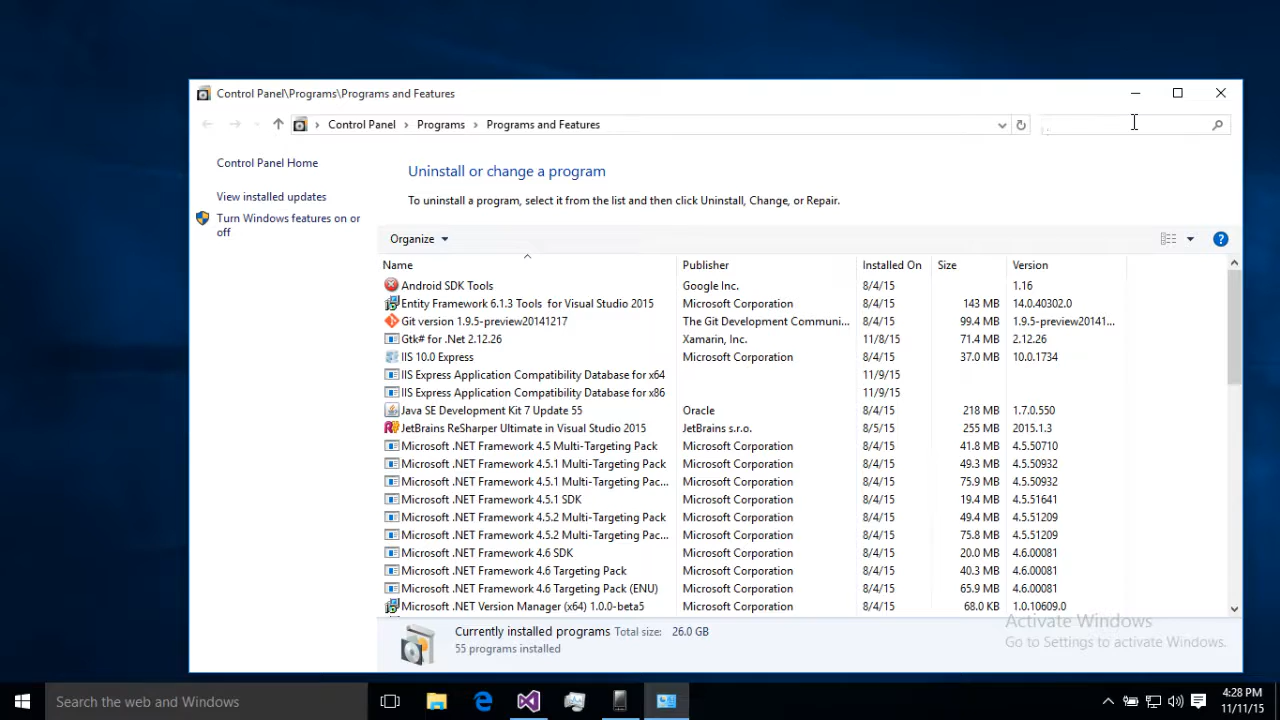 Control Panel\Programs\Programs and Features
Control Panel > Programs > Programs and Features
Control Panel Home
View installed updates
Turn Windows features on or
off
Uninstall or change a program
To uninstall a program, select it from the list and then click Uninstall, Change, or Repair.
Organize
Name Publisher Installed On Size Version
Android SDK Tools Google Inc. 8/4/15 1.16
Entity Framework 6.1.3 Tools for Visual Studio 2015 Microsoft Corporation 8/4/15 143 MB 14.0.40302.0
Git version 1.9.5-preview20141217 The Git Development Communi... 8/4/15 99.4 MB 1.9.5-preview20141...
Gtk# for .Net 2.12.26 Xamarin, Inc. 11/8/15 71.4 MB 2.12.26
IIS 10.0 Express Microsoft Corporation 8/4/15 37.0 MB 10.0.1734
IIS Express Application Compatibility Database for x64 11/9/15
IIS Express Application Compatibility Database for x86 11/9/15
Java SE Development Kit 7 Update 55 Oracle 8/4/15 218 MB 1.7.0.550
JetBrains ReSharper Ultimate in Visual Studio 2015 JetBrains s.r.o. 8/5/15 255 MB 2015.1.3
Microsoft .NET Framework 4.5 Multi-Targeting Pack Microsoft Corporation 8/4/15 41.8 MB 4.5.50710
Microsoft .NET Framework 4.5.1 Multi-Targeting Pack Microsoft Corporation 8/4/15 49.3 MB 4.5.50932
Microsoft .NET Framework 4.5.1 Multi-Targeting Pac... Microsoft Corporation 8/4/15 75.9 MB 4.5.50932
Microsoft .NET Framework 4.5.1 SDK Microsoft Corporation 8/4/15 19.4 MB 4.5.51641
Microsoft .NET Framework 4.5.2 Multi-Targeting Pack Microsoft Corporation 8/4/15 49.4 MB 4.5.51209
Microsoft .NET Framework 4.5.2 Multi-Targeting Pac... Microsoft Corporation 8/4/15 75.8 MB 4.5.51209
Microsoft .NET Framework 4.6 SDK Microsoft Corporation 8/4/15 20.0 MB 4.6.00081
Microsoft .NET Framework 4.6 Targeting Pack Microsoft Corporation 8/4/15 40.3 MB 4.6.00081
Microsoft .NET Framework 4.6 Targeting Pack (ENU) Microsoft Corporation 8/4/15 65.9 MB 4.6.00081
Microsoft .NET Version Manager (x64) 1.0.0-beta5 Microsoft Corporation 8/4/15 68.0 KB 1.0.10609.0
Currently installed programs Total size: 26.0 GB
55 programs installed
Activate Windows
Go to Settings to activate Windows.
Search the web and Windows
4:28 PM
11/11/15